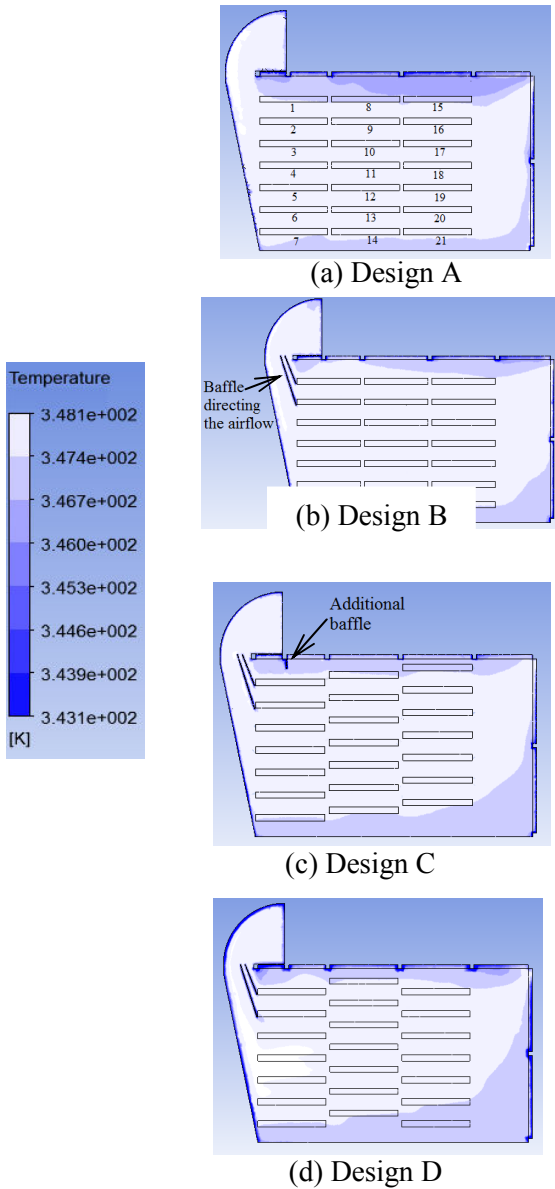 1 8 15
2 9 16
3 10 17
4 11 18
5 12 19
6 13 20
7 14 21
(a) Design A
Baffle
directing
the airflow
(b) Design B
Temperature
3.481e+002
3.474e+002
3.467e+002
3.460e+002
3.453e+002
3.446e+002
3.439e+002
3.431e+002
[K]
Additional
baffle
(c) Design C
(d) Design D